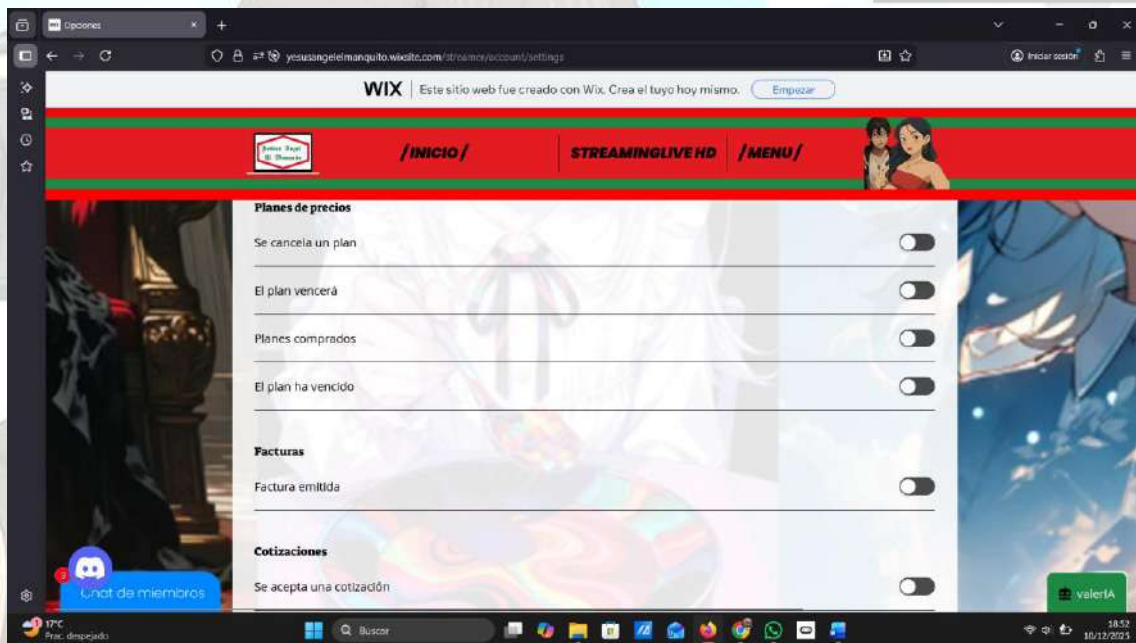 Opciones
yesusangelelmanquito.wixsite.com/streamer/account/settings
Iniciar sesión
WIX Este sitio web fue creado con Wix. Crea el tuyo hoy mismo. Empezar
/INICIO/ STREAMINGLIVE HD /MENU/
Planes de precios
Se cancela un plan
El plan vencerá
Planes comprados
El plan ha vencido
Facturas
Factura emitida
Cotizaciones
Se acepta una cotización
3
Chat de miembros
valerIA
17°C
Prac. despejado
Buscar
18:52
10/12/2025